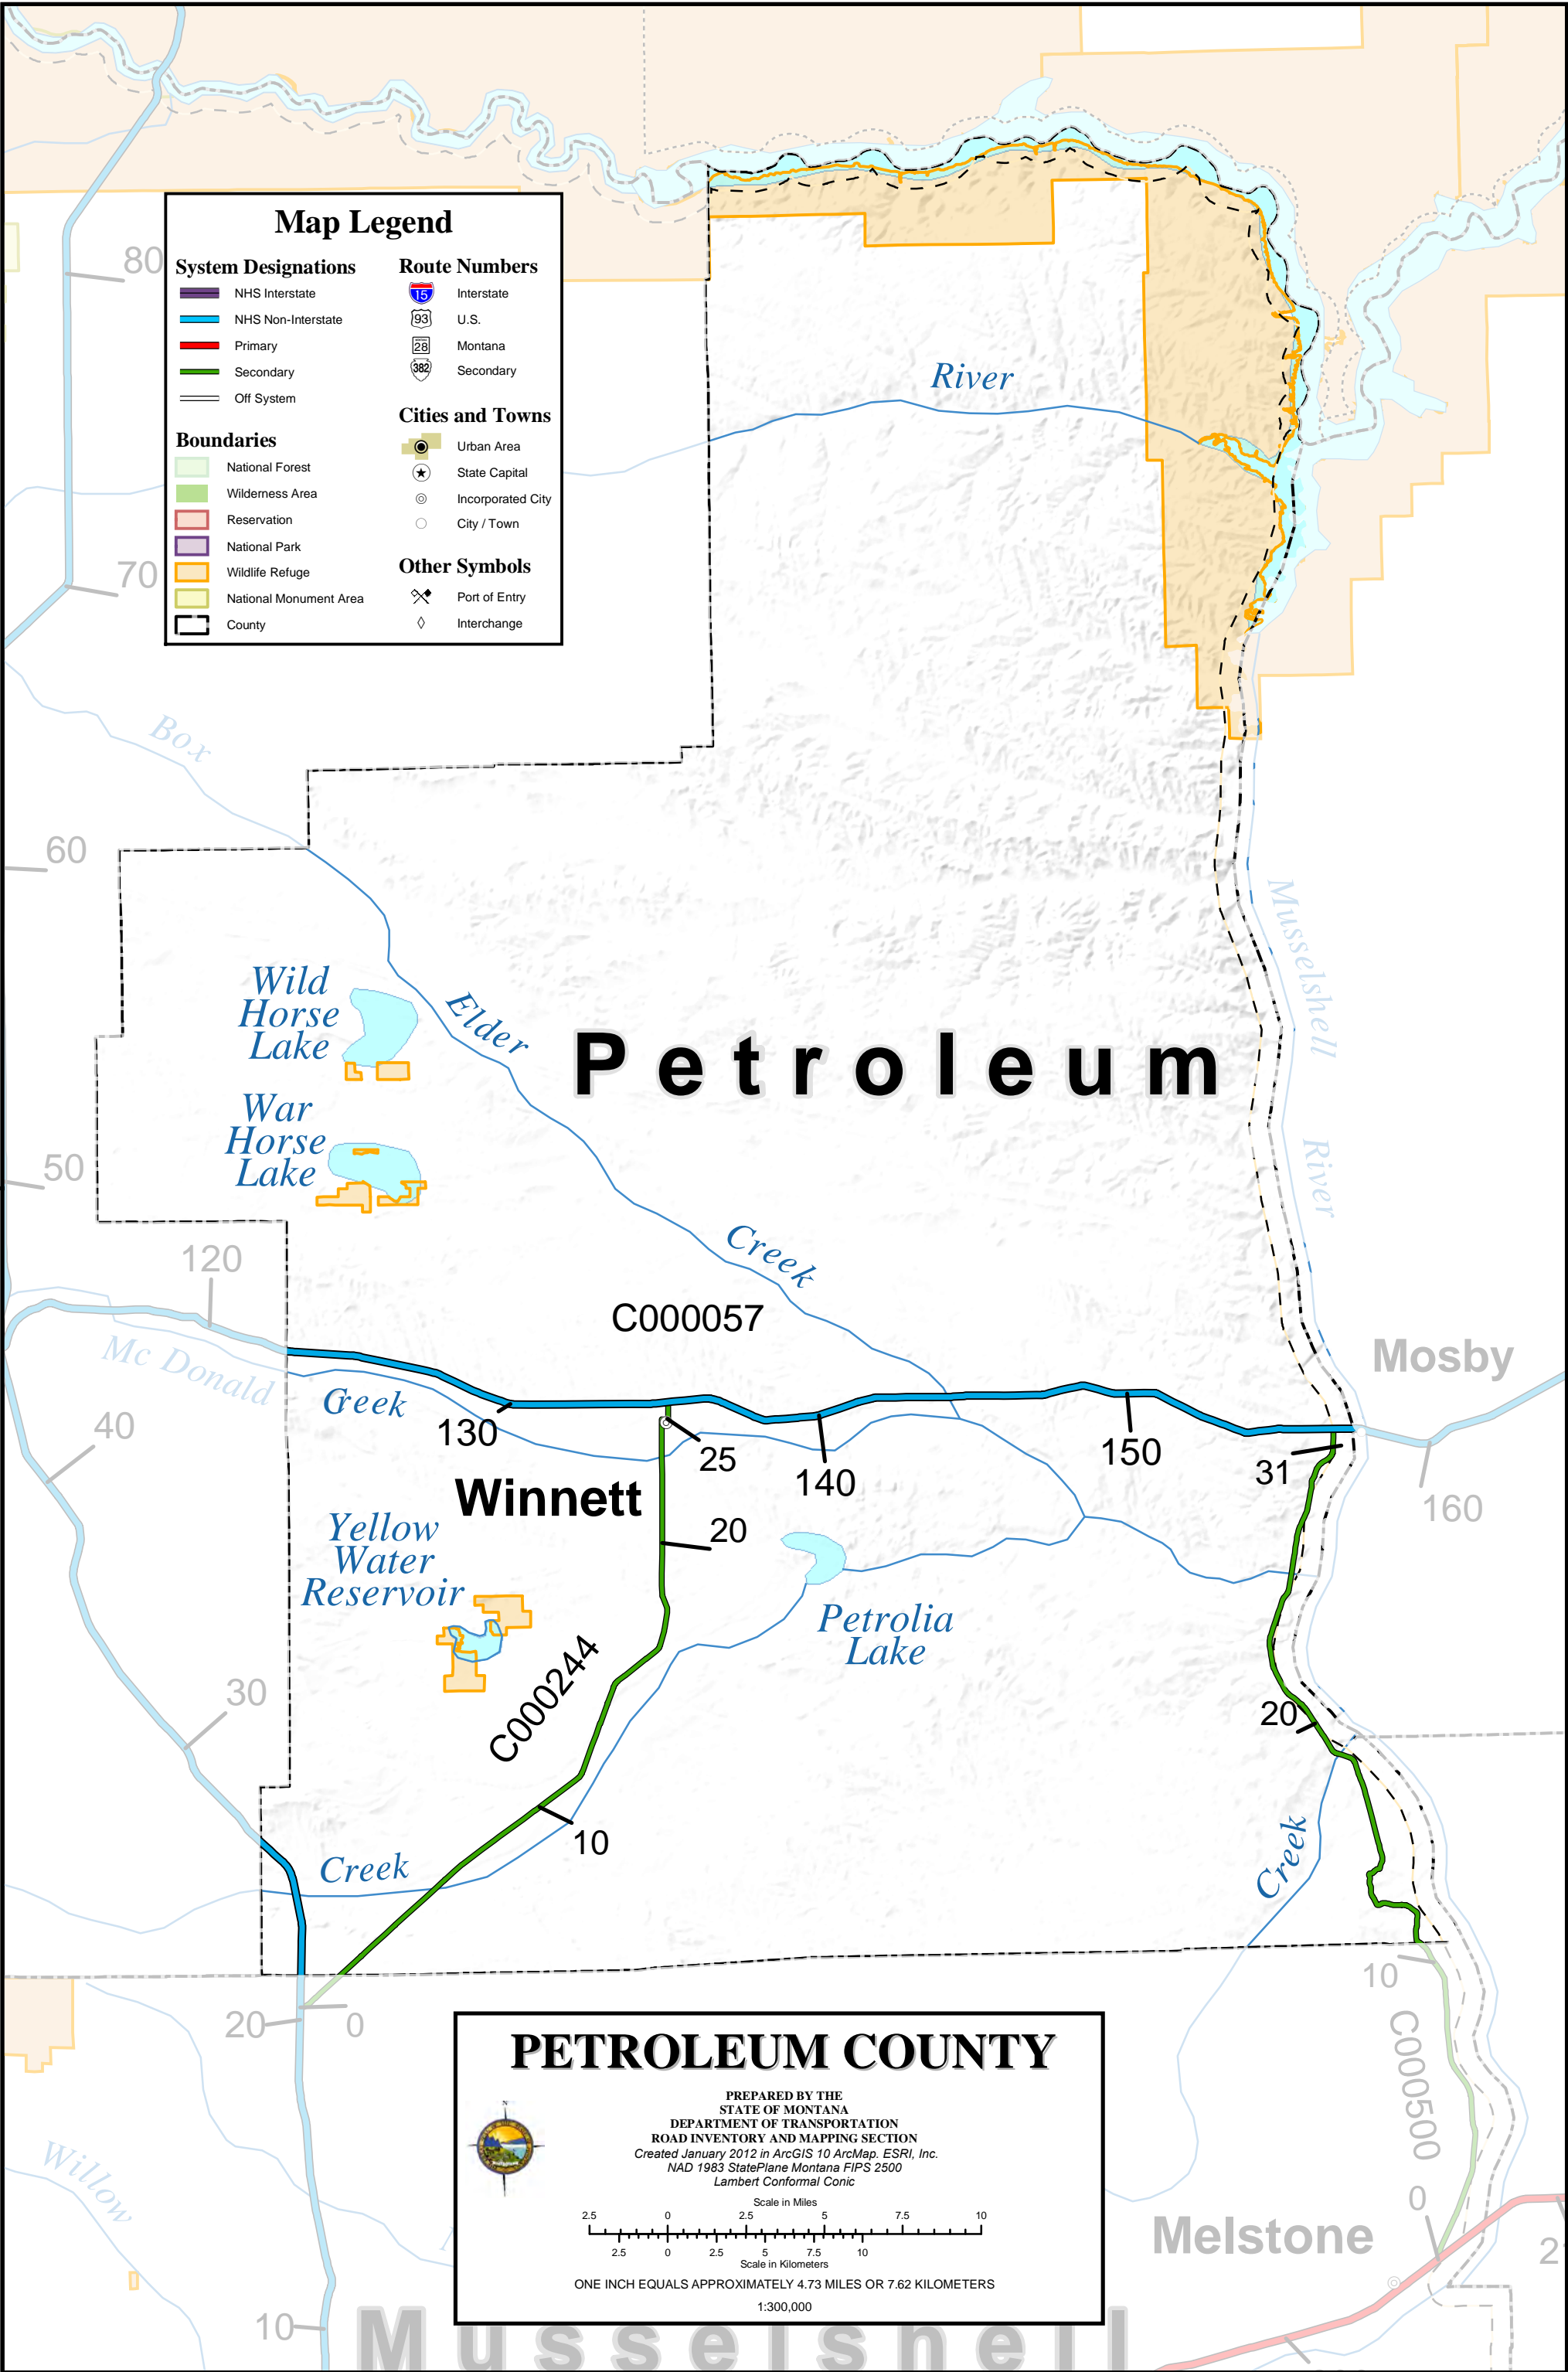 80
70
60
50
40
30
20
0
10
Map Legend
System Designations
NHS Interstate
NHS Non-Interstate
Primary
Secondary
Off System
Boundaries
National Forest
Wilderness Area
Reservation
National Park
Wildlife Refuge
National Monument Area
County
Route Numbers
15 Interstate
93 U.S.
28 Montana
382 Secondary
Cities and Towns
Urban Area
State Capital
Incorporated City
City / Town
Other Symbols
Port of Entry
Interchange
River
Box
Elder
Creek
Wild
Horse
Lake
War
Horse
Lake
Petroleum
Musselshell
River
120
C000057
Mosby
Mc Donald
Creek
130
25
140
150
31
160
Winnett
20
Yellow
Water
Reservoir
Petrolia
Lake
C000244
20
10
Creek
Creek
10
C000500
0
Melstone
Willow
Musselshell
PETROLEUM COUNTY
N
PREPARED BY THE
STATE OF MONTANA
DEPARTMENT OF TRANSPORTATION
ROAD INVENTORY AND MAPPING SECTION
Created January 2012 in ArcGIS 10 ArcMap. ESRI, Inc.
NAD 1983 StatePlane Montana FIPS 2500
Lambert Conformal Conic
Scale in Miles
2.5 0 2.5 5 7.5 10
2.5 0 2.5 5 7.5 10
Scale in Kilometers
ONE INCH EQUALS APPROXIMATELY 4.73 MILES OR 7.62 KILOMETERS
1:300,000